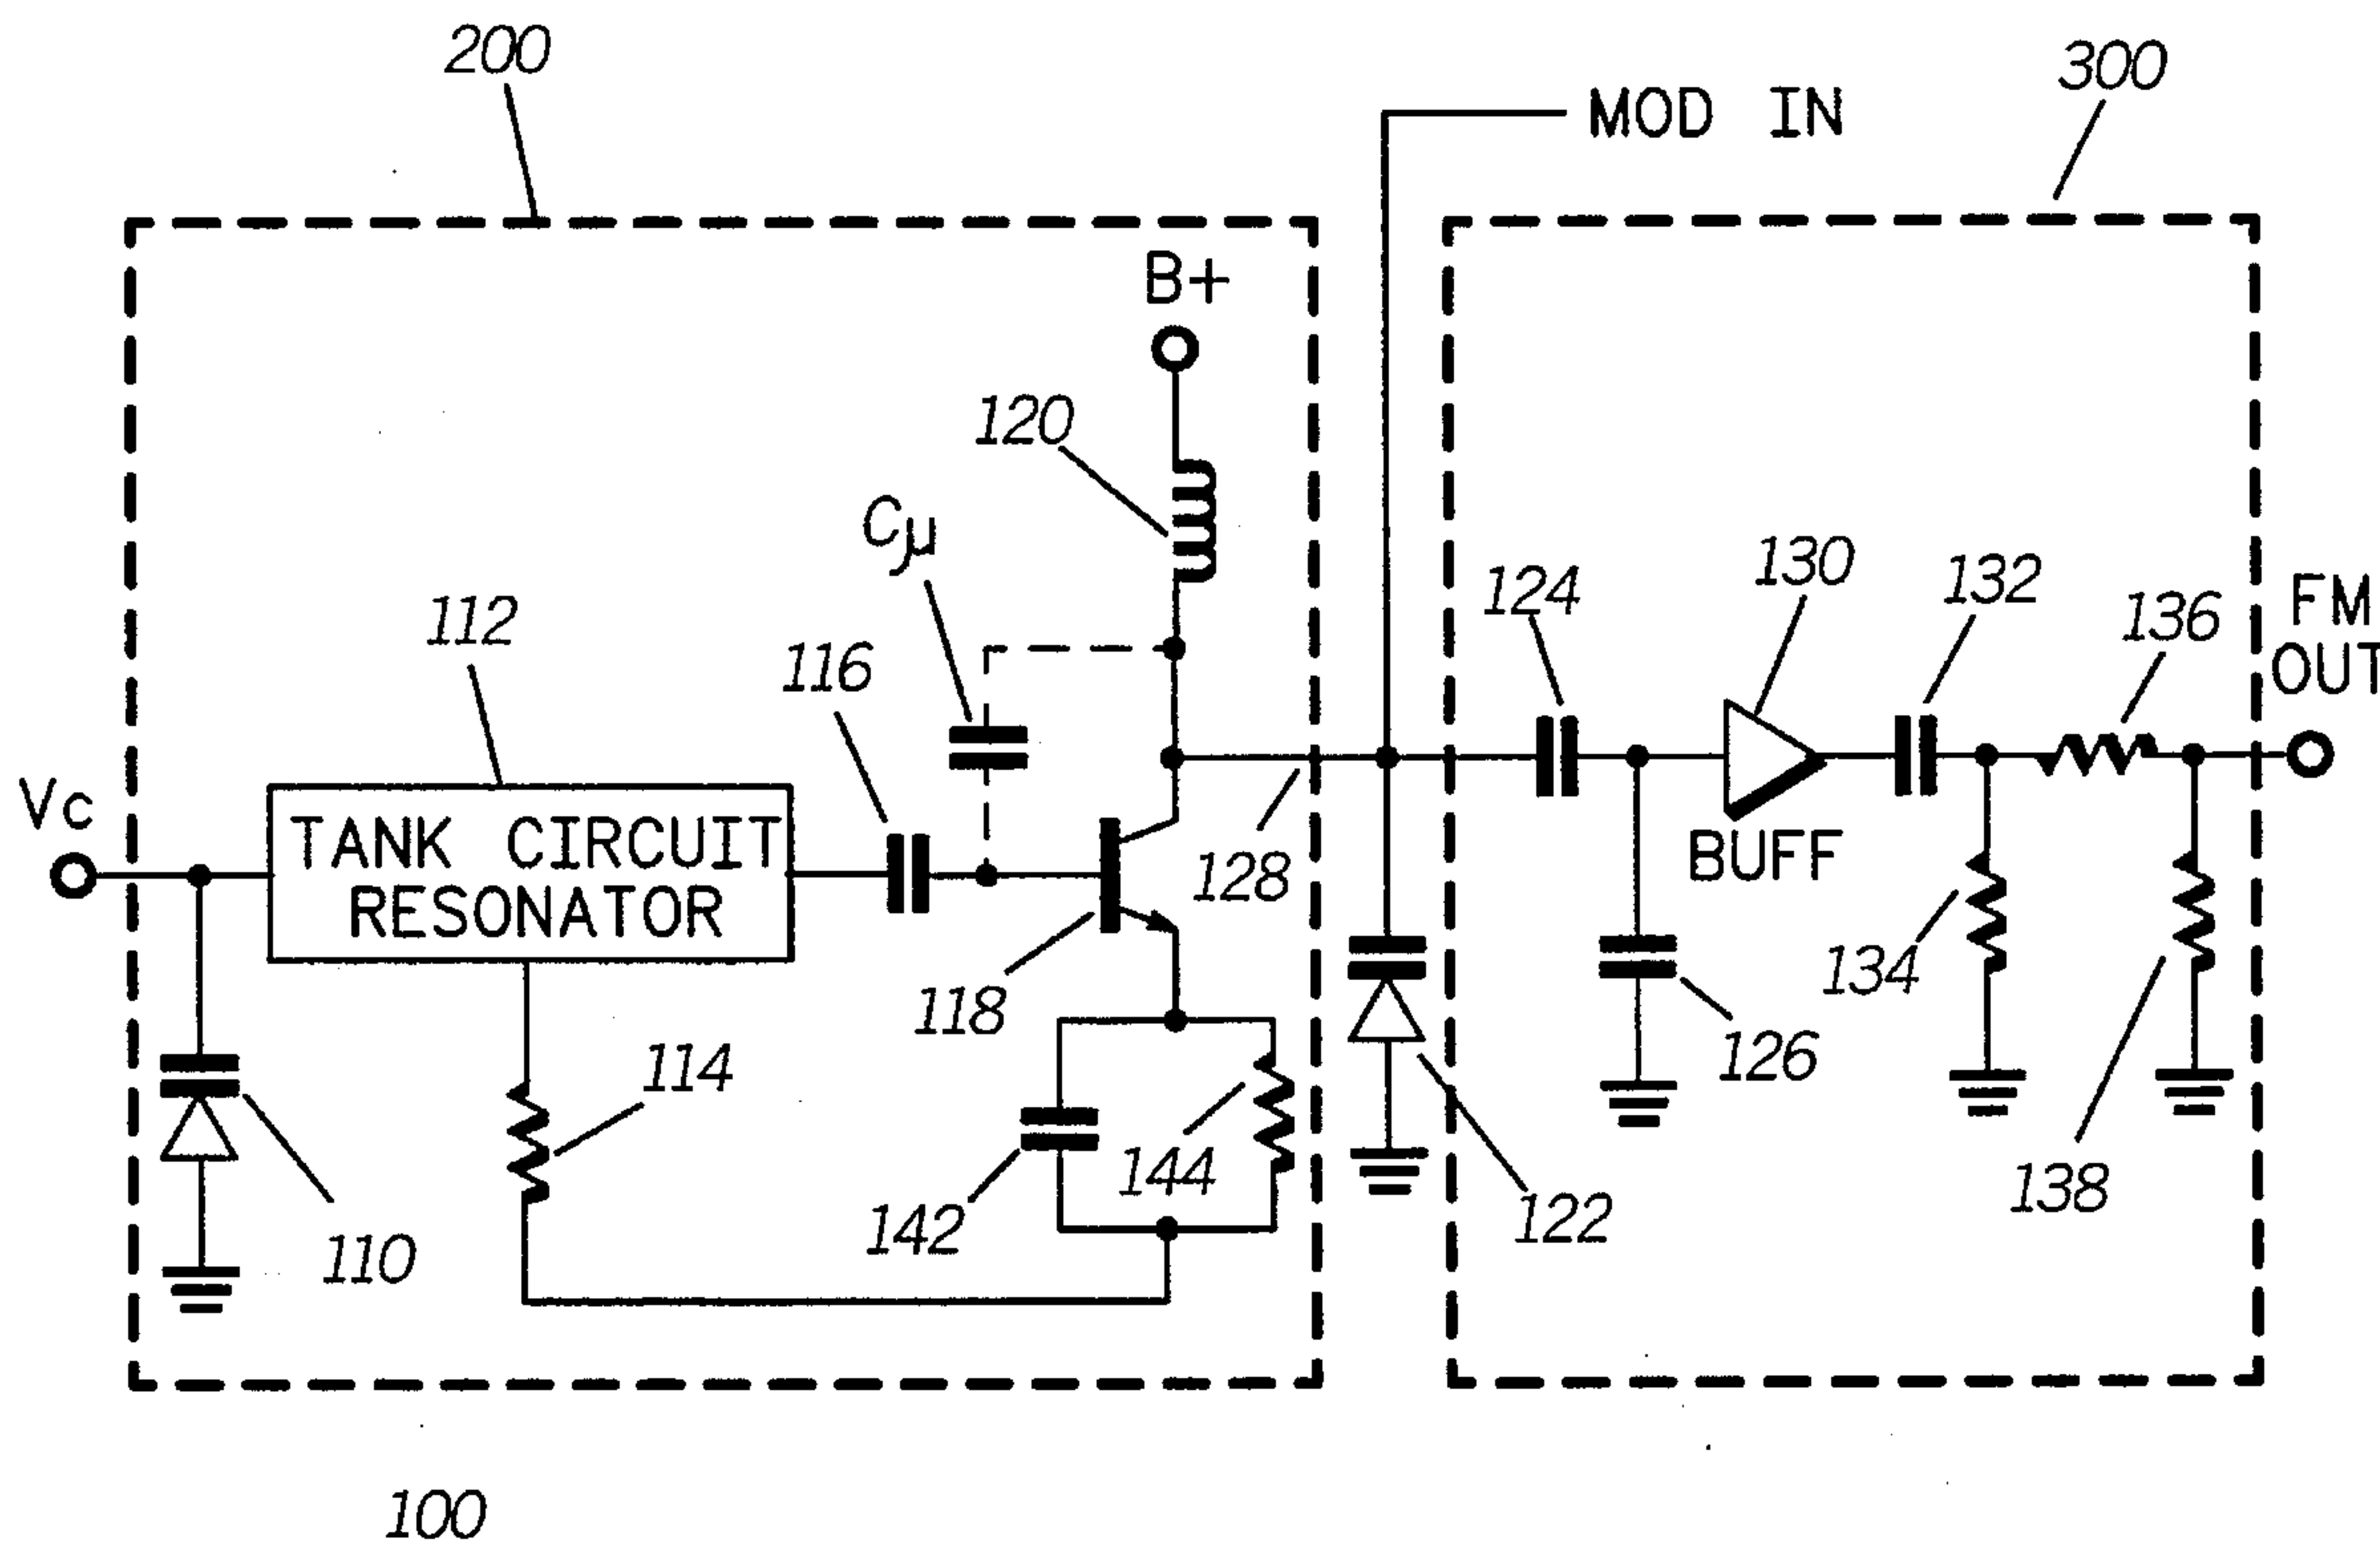 200
300
MOD IN
B+
120
Cμ
112
116
124
130
132
136
FM
OUT
Vc
TANK CIRCUIT
RESONATOR
128
BUFF
118
134
126
114
144
142
122
138
110
100